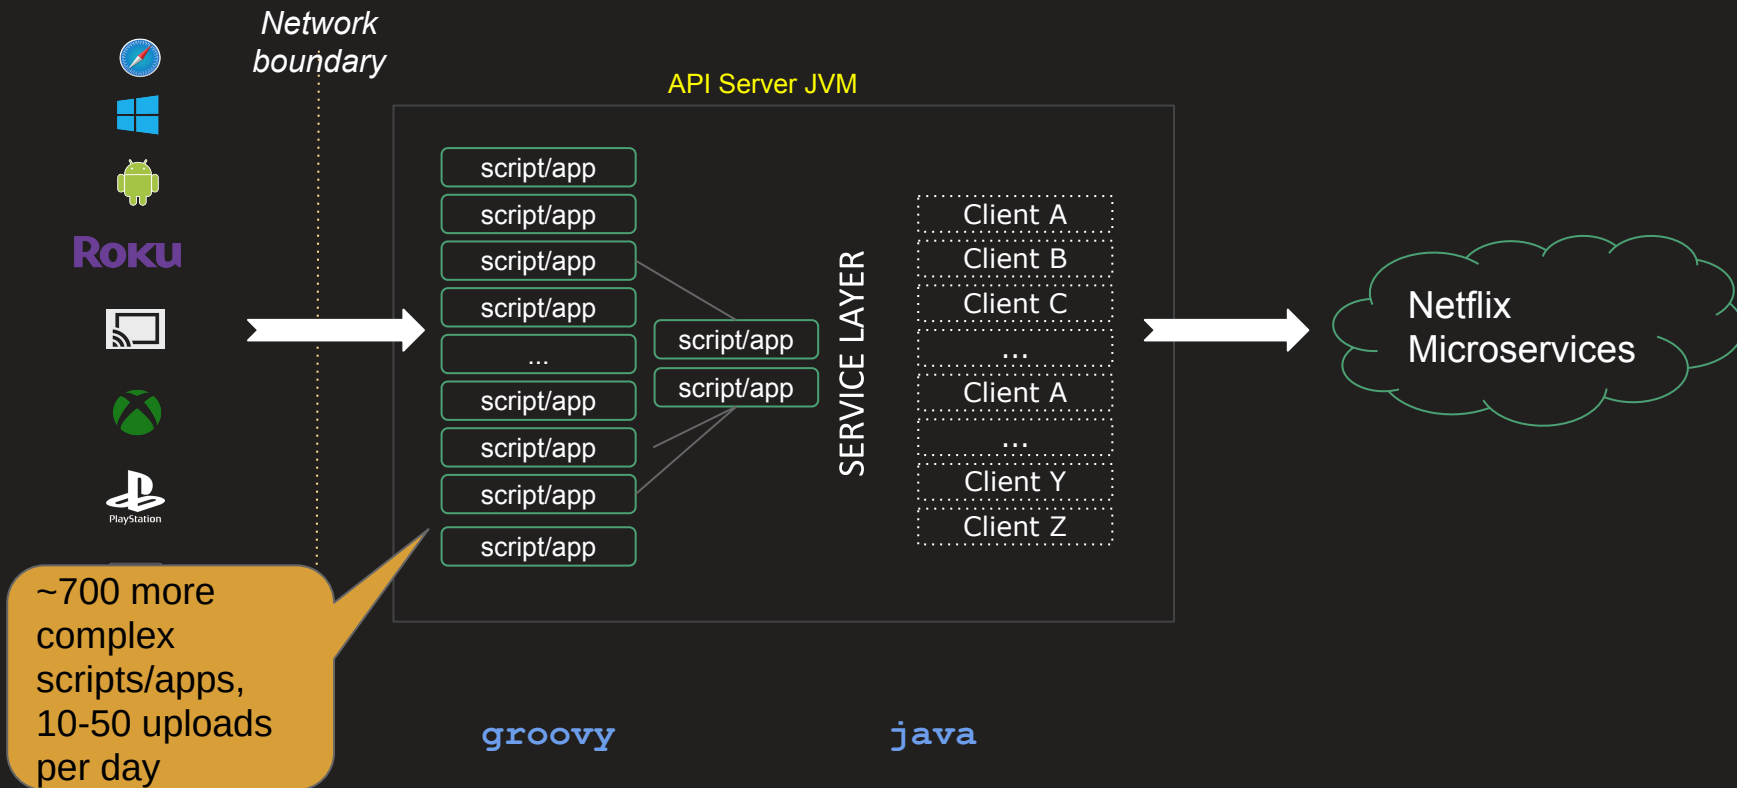 Network
boundary
API Server JVM
ROKU
PlayStation
script/app
script/app
script/app
script/app
...
script/app
script/app
script/app
script/app
script/app
script/app
SERVICE LAYER
Client A
Client B
Client C
...
Client A
...
Client Y
Client Z
Netflix
Microservices
~700 more
complex
scripts/apps,
10-50 uploads
per day
groovy
java